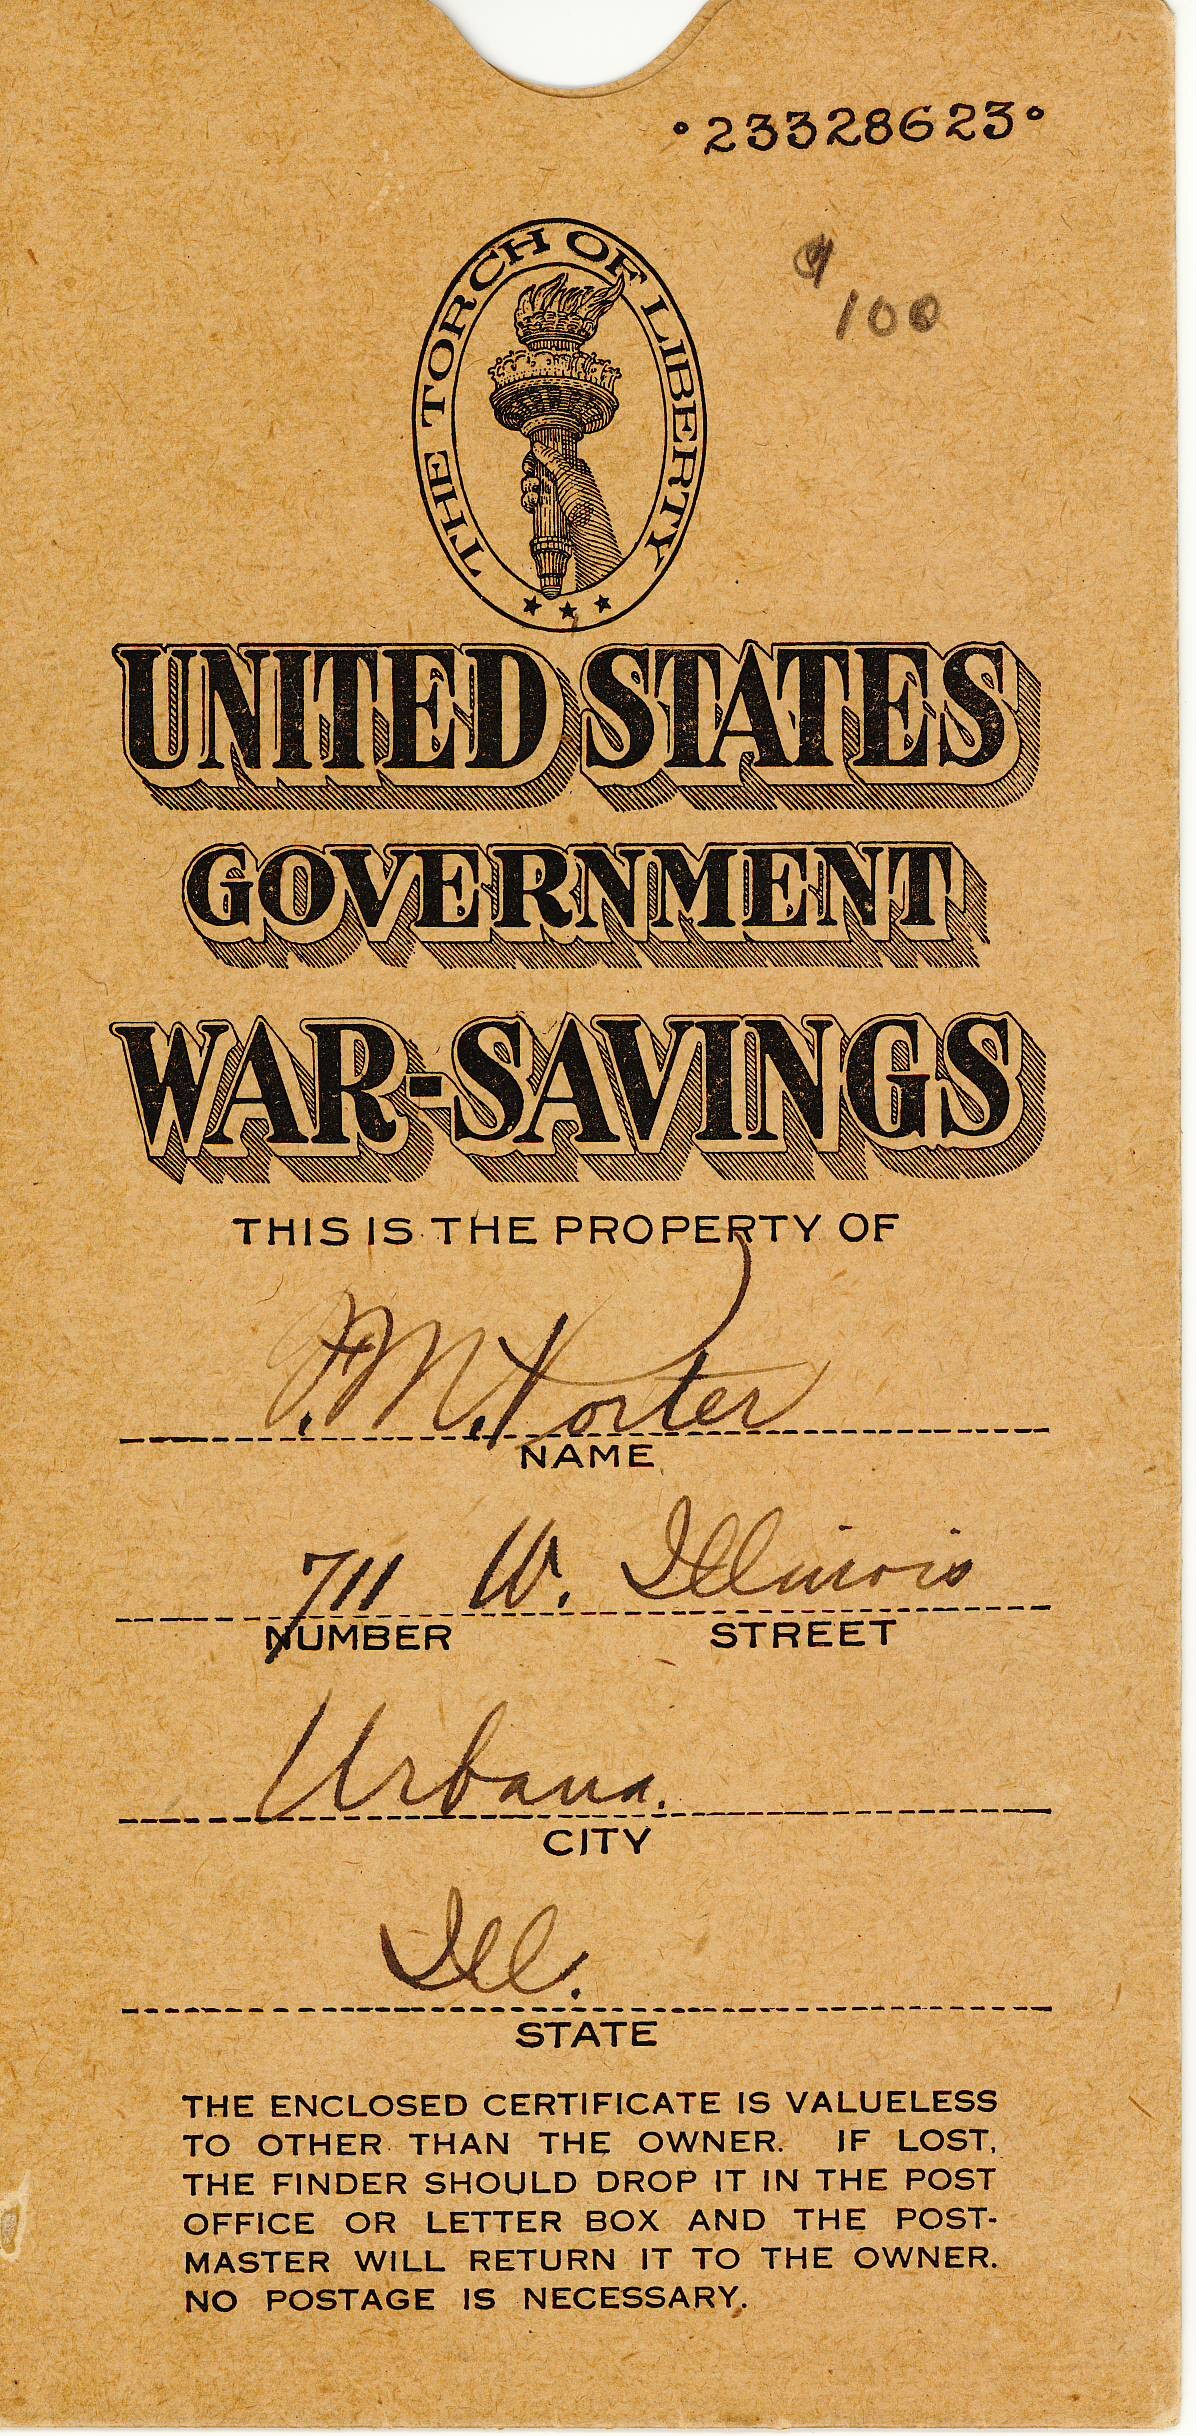 °23328623°
100
THE TORCH OF LIBERTY
UNITED STATES
GOVERNMENT
WAR-SAVINGS
THIS IS THE PROPERTY OF
F.M. Porter
NAME
711 W. Illinois
NUMBER STREET
Urbana.
CITY
Ill.
STATE
THE ENCLOSED CERTIFICATE IS VALUELESS
TO OTHER THAN THE OWNER. IF LOST,
THE FINDER SHOULD DROP IT IN THE POST
OFFICE OR LETTER BOX AND THE POST-
MASTER WILL RETURN IT TO THE OWNER.
NO POSTAGE IS NECESSARY.